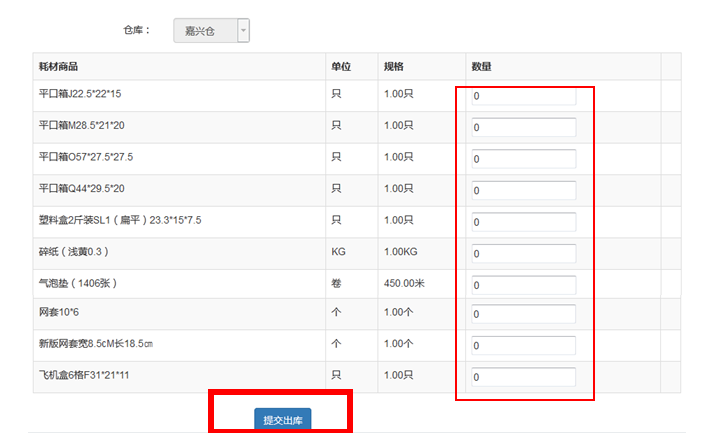 仓库： 嘉兴仓
耗材商品 单位 规格 数量
平口箱J22.5*22*15 只 1.00只 0
平口箱M28.5*21*20 只 1.00只 0
平口箱O57*27.5*27.5 只 1.00只 0
平口箱Q44*29.5*20 只 1.00只 0
塑料盒2斤装SL1（扁平）23.3*15*7.5 只 1.00只 0
碎纸（浅黄0.3） KG 1.00KG 0
气泡垫（1406张） 卷 450.00米 0
网套10*6 个 1.00个 0
新版网套宽8.5cM长18.5㎝ 个 1.00个 0
飞机盒6格F31*21*11 只 1.00只 0
提交出库